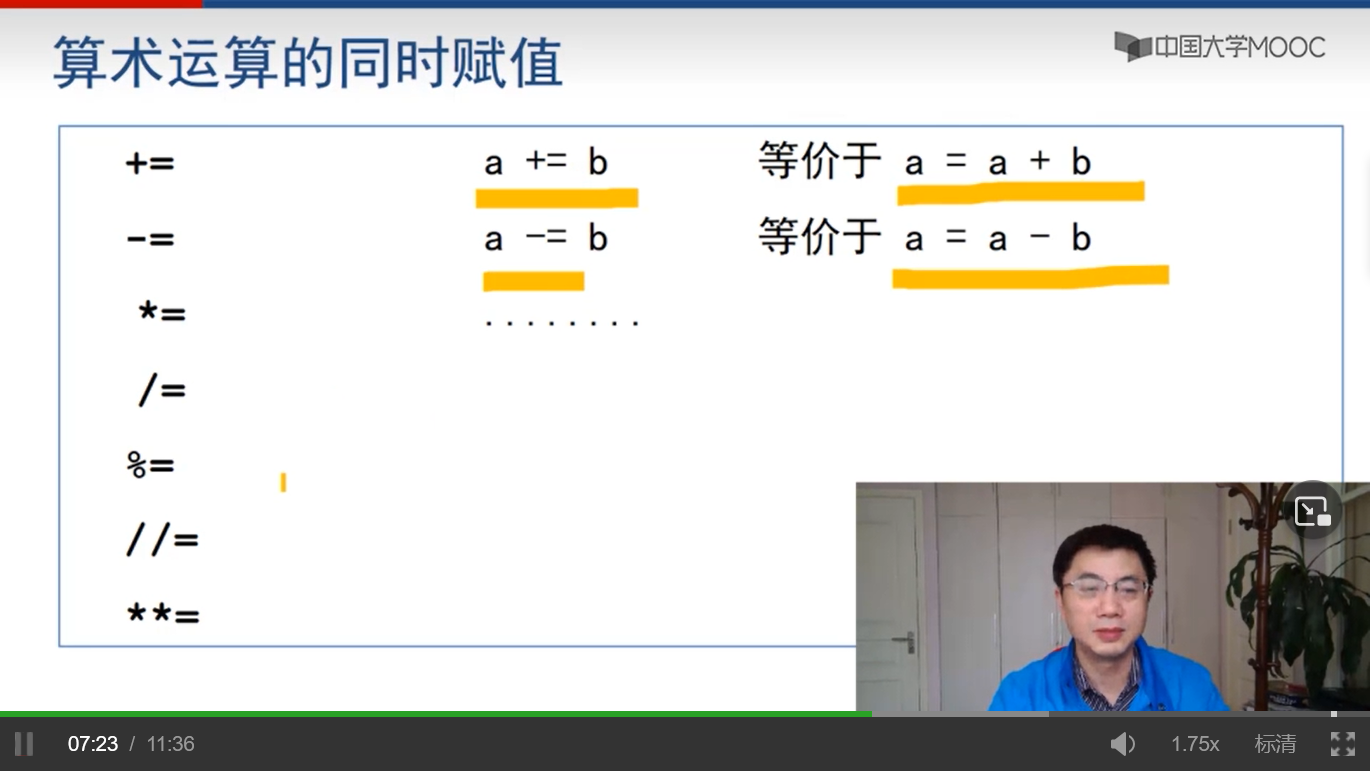 算术运算的同时赋值
中国大学MOOC
+= a += b 等价于 a = a + b
-= a -= b 等价于 a = a - b
*= ........
/=
%=
//=
**=
07:23 / 11:36 1.75x 标清